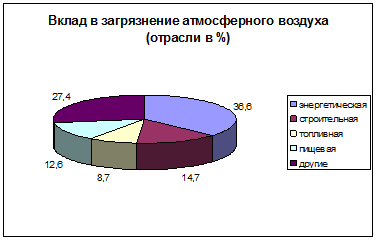 Вклад в загрязнение атмосферного воздуха
(отрасли в %)
27,4
36,6
12,6
8,7
14,7
энергетическая
строительная
топливная
пищевая
другие